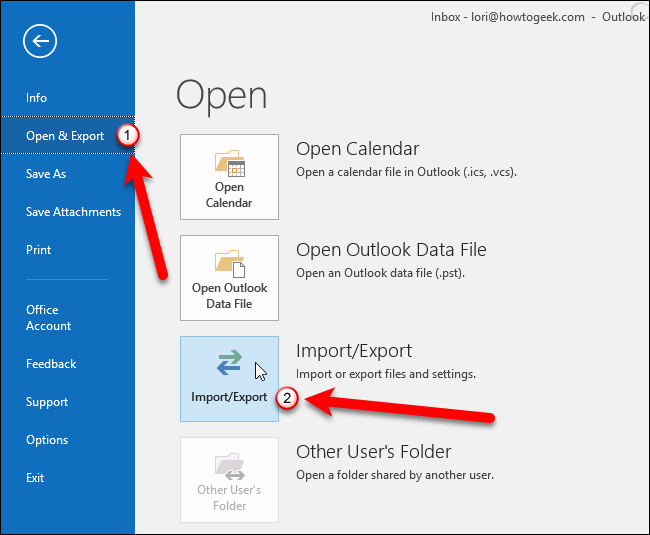 Inbox - lori@howtogeek.com - Outlook
Info
Open & Export
1
Save As
Save Attachments
Print
Office
Account
Feedback
Support
Options
Exit
Open
Open
Calendar
Open Calendar
Open a calendar file in Outlook (.ics, .vcs).
Open Outlook
Data File
Open Outlook Data File
Open an Outlook data file (.pst).
Import/Export
2
Import/Export
Import or export files and settings.
Other User's
Folder
Other User's Folder
Open a folder shared by another user.